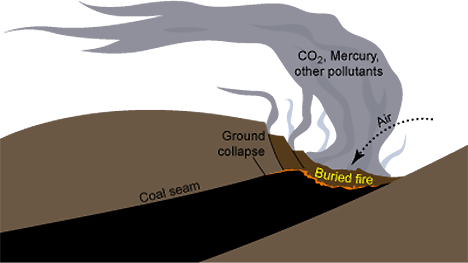 CO2, Mercury,
other pollutants
Air
Ground
collapse
Buried fire
Coal seam